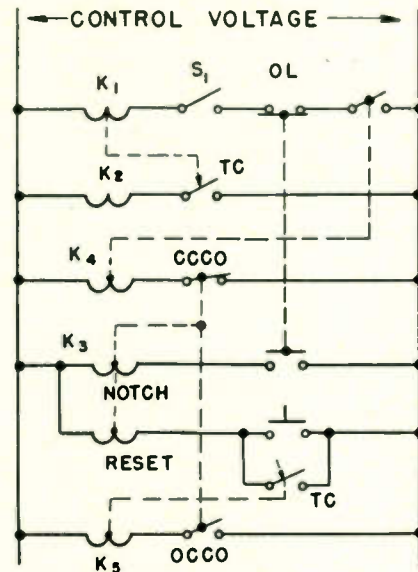 CONTROL VOLTAGE
K1 S1 OL
K2 TC
K4 CCCO
K3
NOTCH
RESET
TC
K5 OCCO